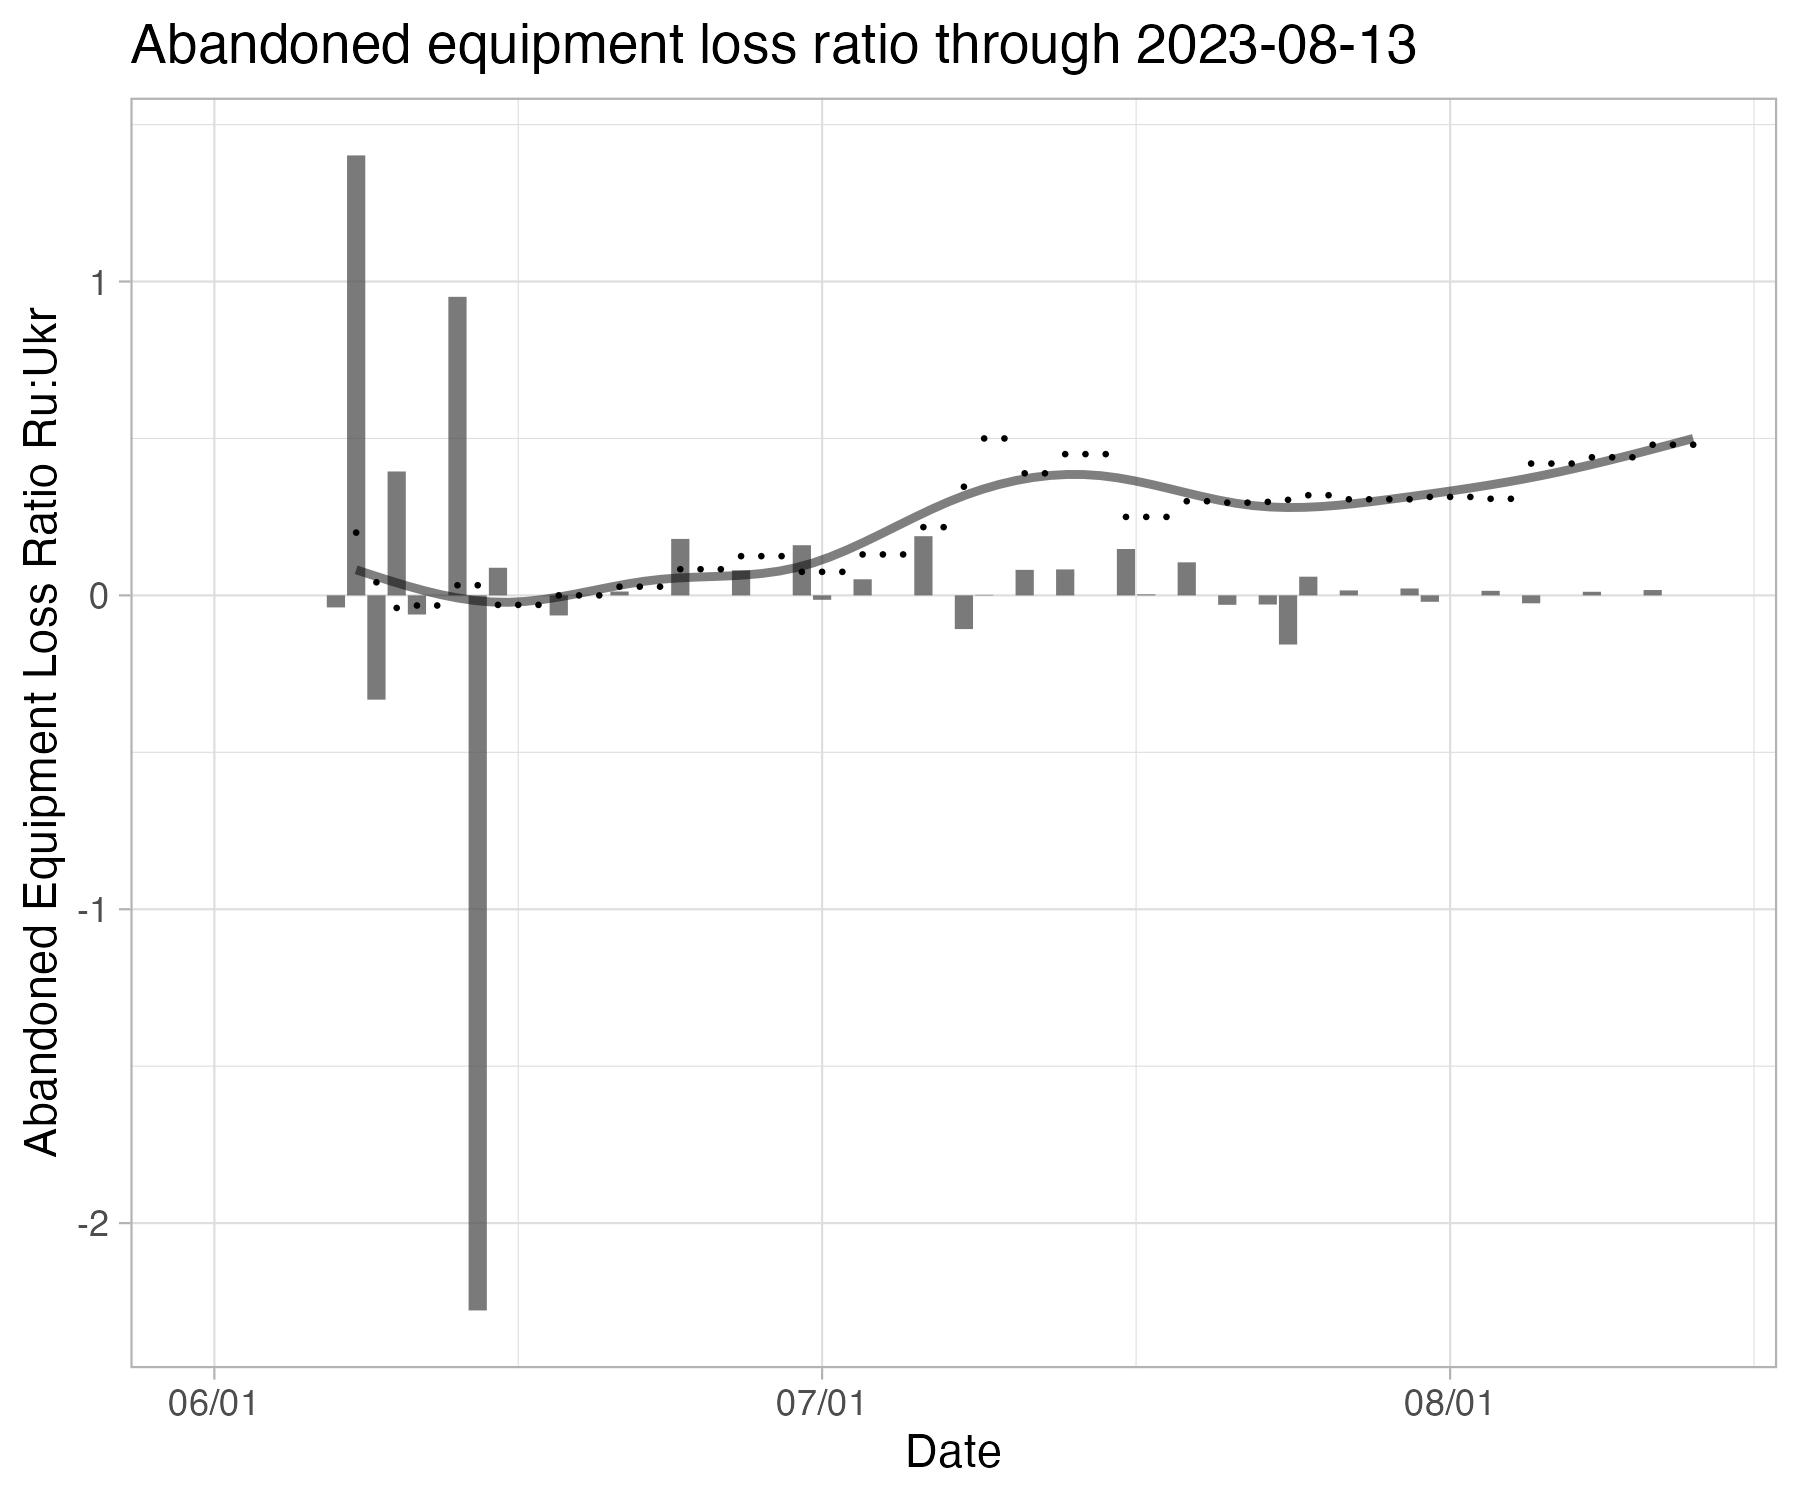 Abandoned equipment loss ratio through 2023-08-13
Abandoned Equipment Loss Ratio Ru:Ukr
1
0
-1
-2
06/01
07/01
08/01
Date